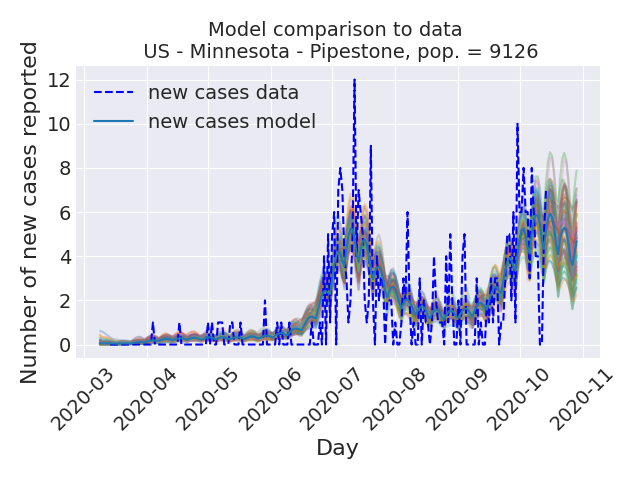 Model comparison to data
US - Minnesota - Pipestone, pop. = 9126
Number of new cases reported
12
10
8
6
4
2
0
new cases data
new cases model
2020-03
2020-04
2020-05
2020-06
2020-07
2020-08
2020-09
2020-10
2020-11
Day